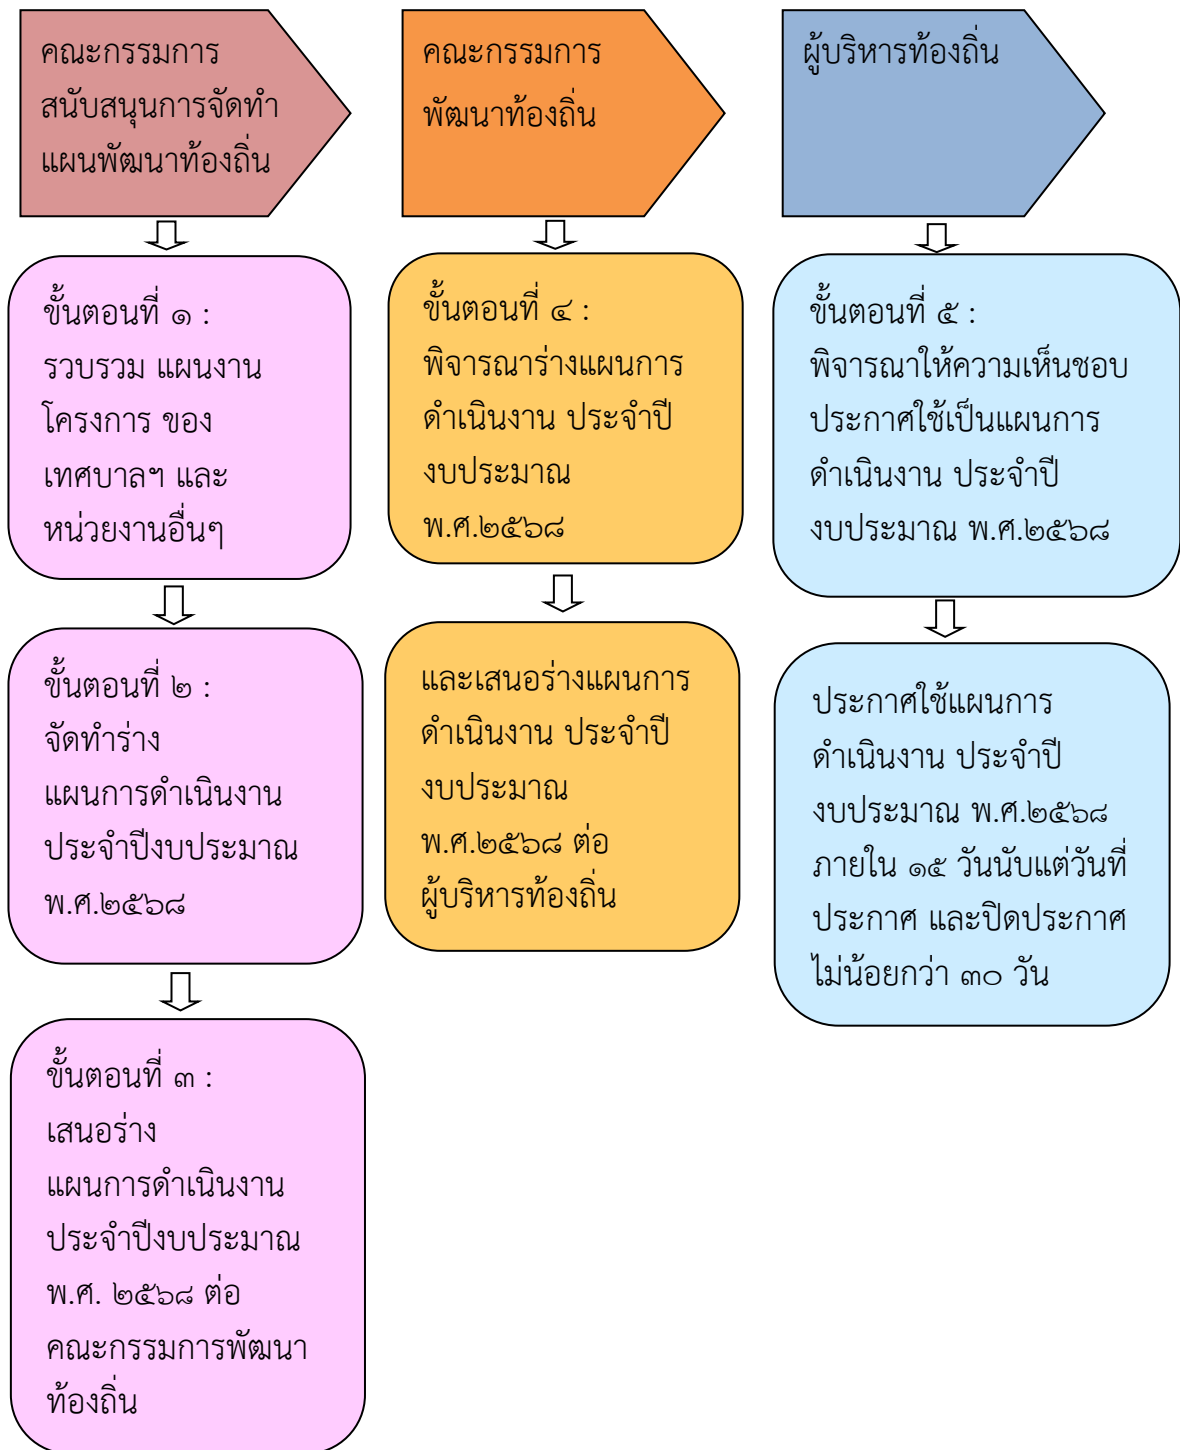 คณะกรรมการ
สนับสนุนการจัดทำ
แผนพัฒนาท้องถิ่น
ขั้นตอนที่ ๑ :
รวบรวม แผนงาน
โครงการ ของ
เทศบาลฯ และ
หน่วยงานอื่นๆ
ขั้นตอนที่ ๒ :
จัดทำร่าง
แผนการดำเนินงาน
ประจำปีงบประมาณ
พ.ศ.๒๕๖๘
ขั้นตอนที่ ๓ :
เสนอร่าง
แผนการดำเนินงาน
ประจำปีงบประมาณ
พ.ศ. ๒๕๖๘ ต่อ
คณะกรรมการพัฒนา
ท้องถิ่น
คณะกรรมการ
พัฒนาท้องถิ่น
ขั้นตอนที่ ๔ :
พิจารณาร่างแผนการ
ดำเนินงาน ประจำปี
งบประมาณ
พ.ศ.๒๕๖๘
และเสนอร่างแผนการ
ดำเนินงาน ประจำปี
งบประมาณ
พ.ศ.๒๕๖๘ ต่อ
ผู้บริหารท้องถิ่น
ผู้บริหารท้องถิ่น
ขั้นตอนที่ ๕ :
พิจารณาให้ความเห็นชอบ
ประกาศใช้เป็นแผนการ
ดำเนินงาน ประจำปี
งบประมาณ พ.ศ.๒๕๖๘
ประกาศใช้แผนการ
ดำเนินงาน ประจำปี
งบประมาณ พ.ศ.๒๕๖๘
ภายใน ๑๕ วันนับแต่วันที่
ประกาศ และปิดประกาศ
ไม่น้อยกว่า ๓๐ วัน